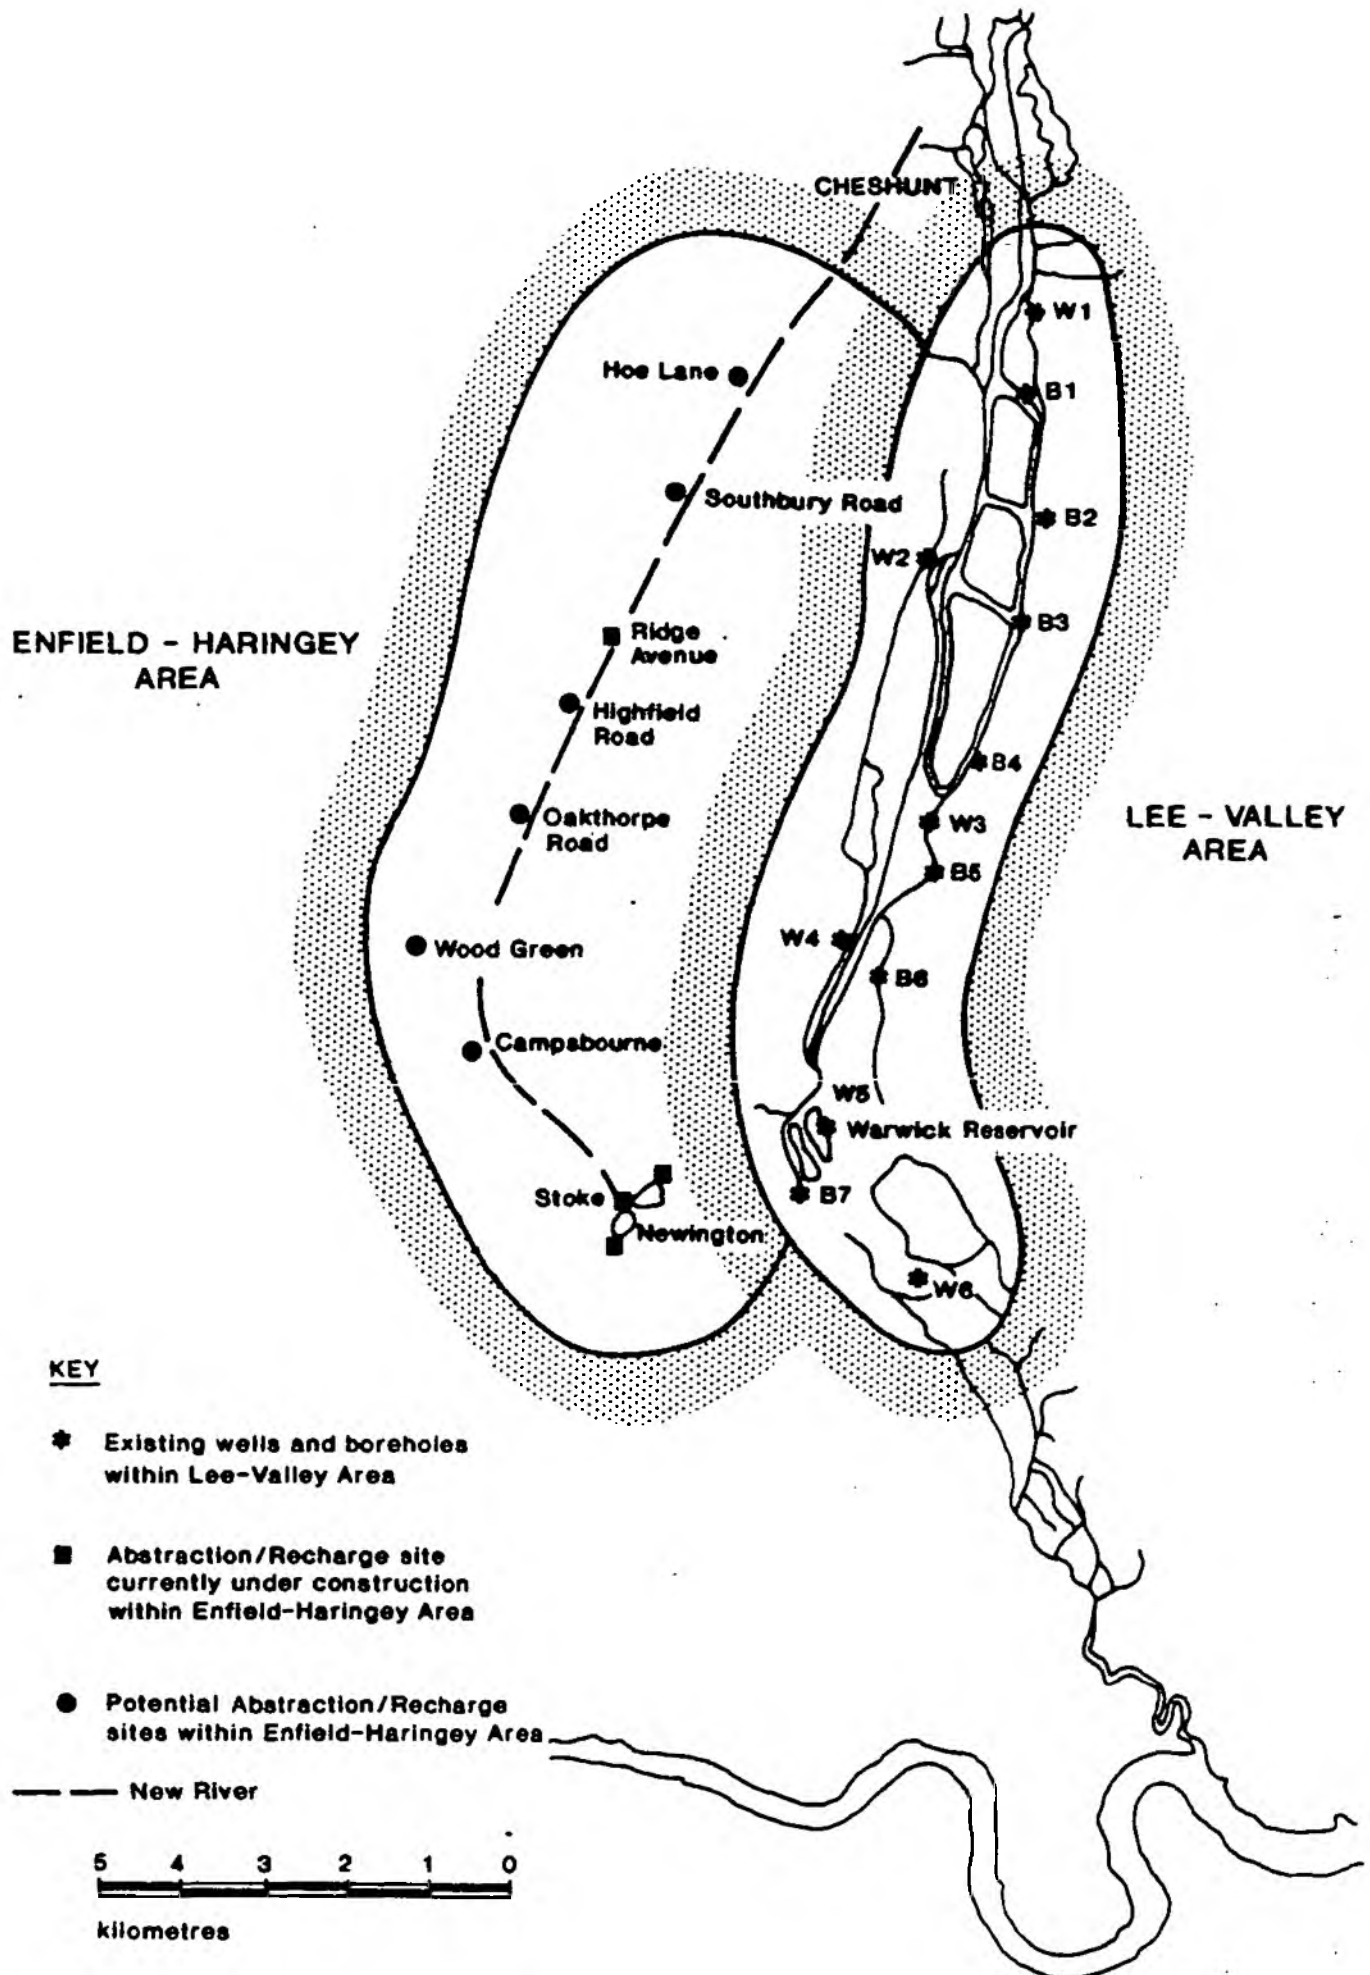 CHESHUNT
W1
Hoe Lane
B1
Southbury Road
B2
W2
B3
ENFIELD - HARINGEY
AREA
Ridge
Avenue
Highfield
Road
B4
Oakthorpe
Road
W3
LEE - VALLEY
AREA
B5
W4
Wood Green
B6
Campsbourne
W5
Warwick Reservoir
Stoke
Newington
B7
W6
KEY
Existing wells and boreholes
within Lee-Valley Area
Abstraction/Recharge site
currently under construction
within Enfield-Haringey Area
Potential Abstraction/Recharge
sites within Enfield-Haringey Area
New River
5 4 3 2 1 0
kilometres